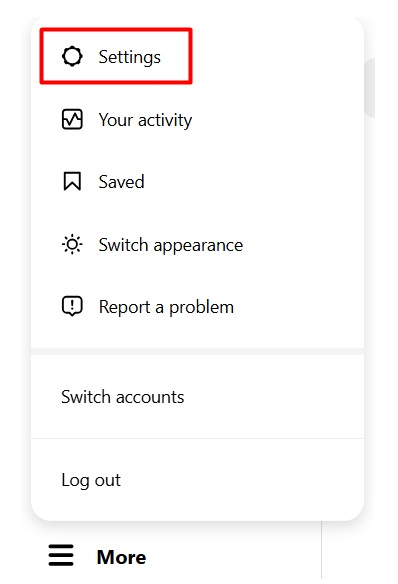 Settings
Your activity
Saved
Switch appearance
Report a problem
Switch accounts
Log out
More